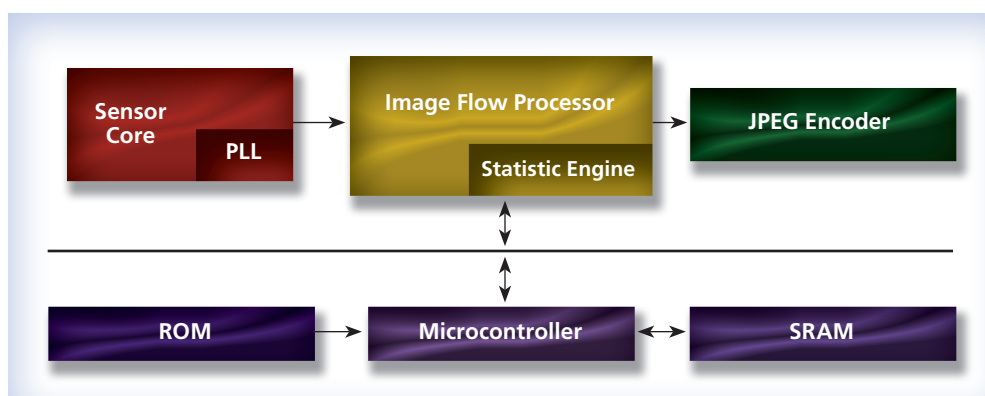 Sensor
Core
PLL
Image Flow Processor
Statistic Engine
JPEG Encoder
ROM
Microcontroller
SRAM